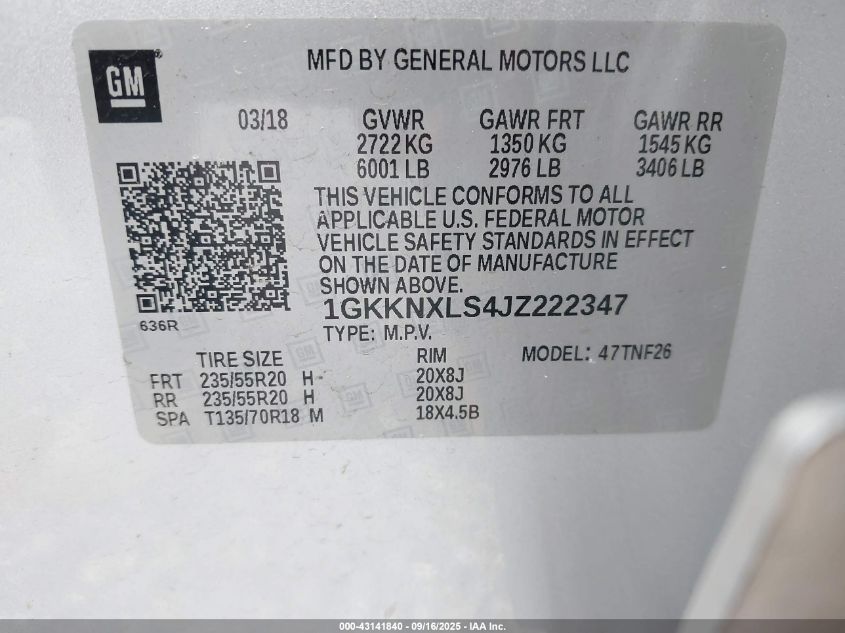 GM
MFD BY GENERAL MOTORS LLC
03/18 GVWR GAWR FRT GAWR RR
2722 KG 1350 KG 1545 KG
6001 LB 2976 LB 3406 LB
THIS VEHICLE CONFORMS TO ALL
APPLICABLE U.S. FEDERAL MOTOR
VEHICLE SAFETY STANDARDS IN EFFECT
ON THE DATE OF MANUFACTURE
SHOWN ABOVE.
1GKKNXLS4JZ222347
636R
TYPE: M.P.V.
TIRE SIZE RIM MODEL: 47TNF26
FRT 235/55R20 H 20X8J
RR 235/55R20 H 20X8J
SPA T135/70R18 M 18X4.5B
000-43141840 - 09/16/2025 - IAA Inc.